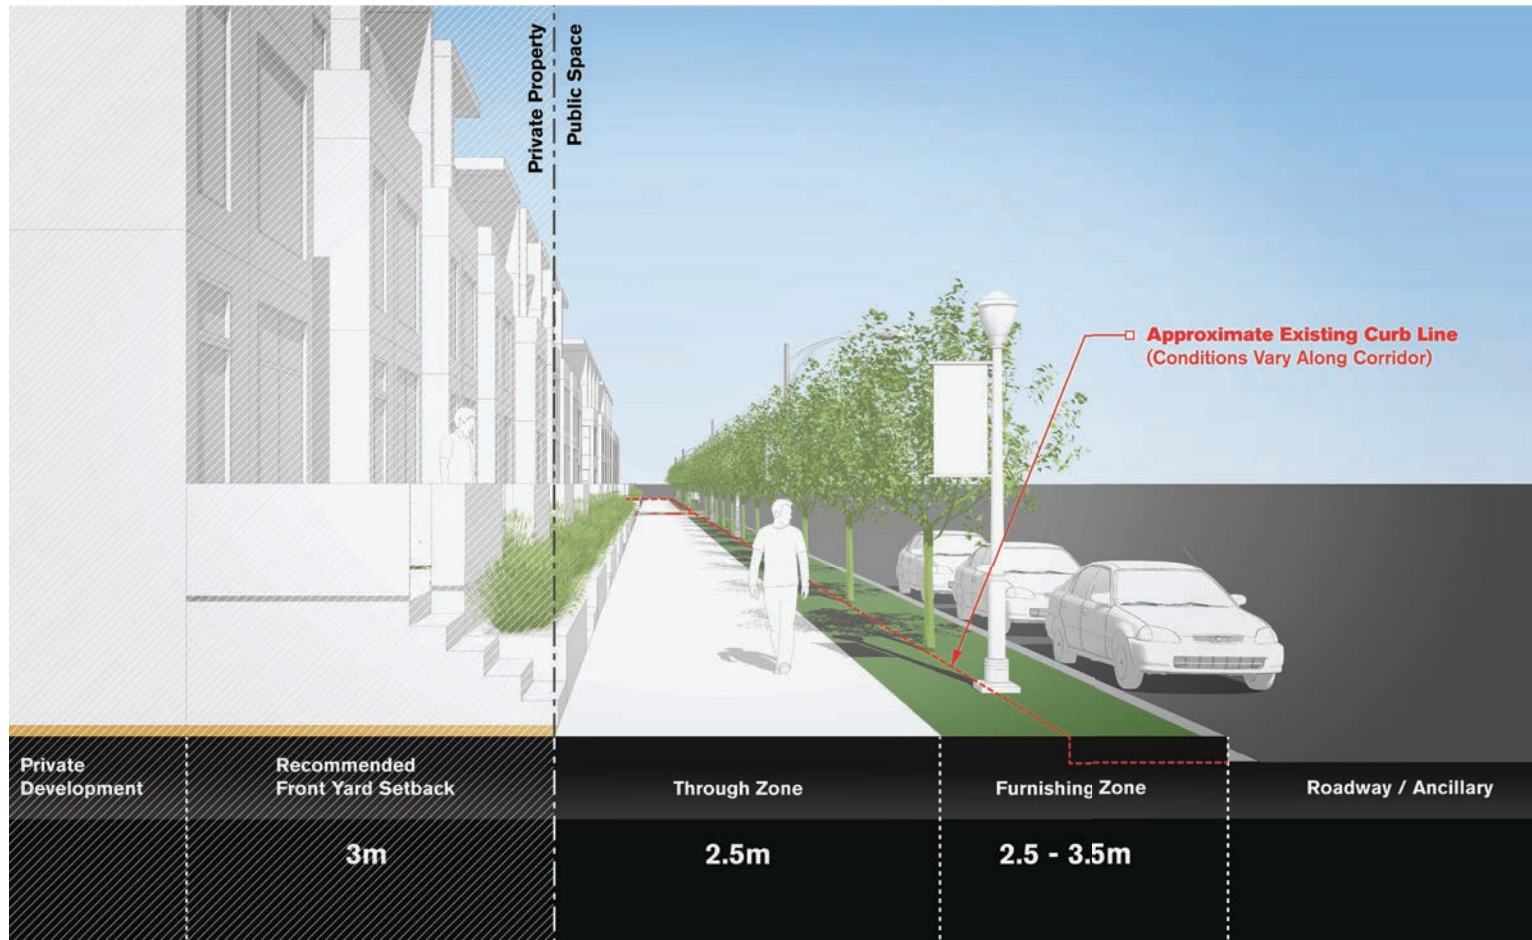 Private Property
Public Space
Approximate Existing Curb Line
(Conditions Vary Along Corridor)
Private
Development
Recommended
Front Yard Setback
Through Zone
Furnishing Zone
Roadway / Ancillary
3m
2.5m
2.5 - 3.5m